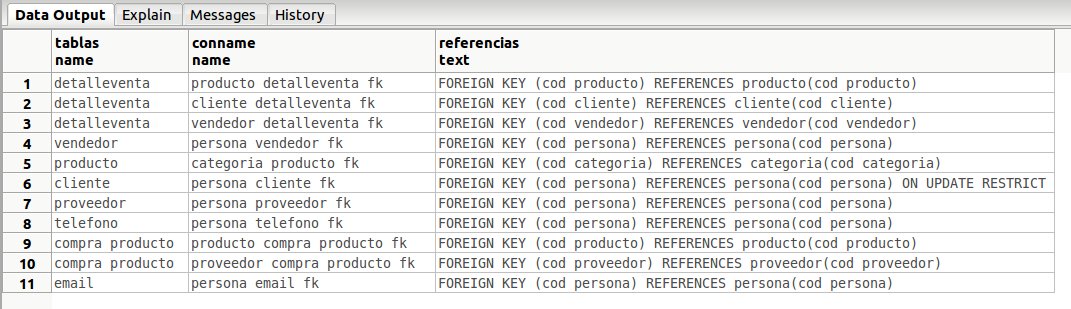 Data Output Explain Messages History
tablas conname referencias
name name text
1 detalleventa producto detalleventa fk FOREIGN KEY (cod producto) REFERENCES producto(cod producto)
2 detalleventa cliente detalleventa fk FOREIGN KEY (cod cliente) REFERENCES cliente(cod cliente)
3 detalleventa vendedor detalleventa fk FOREIGN KEY (cod vendedor) REFERENCES vendedor(cod vendedor)
4 vendedor persona vendedor fk FOREIGN KEY (cod persona) REFERENCES persona(cod persona)
5 producto categoria producto fk FOREIGN KEY (cod categoria) REFERENCES categoria(cod categoria)
6 cliente persona cliente fk FOREIGN KEY (cod persona) REFERENCES persona(cod persona) ON UPDATE RESTRICT
7 proveedor persona proveedor fk FOREIGN KEY (cod persona) REFERENCES persona(cod persona)
8 telefono persona telefono fk FOREIGN KEY (cod persona) REFERENCES persona(cod persona)
9 compra producto producto compra producto fk FOREIGN KEY (cod producto) REFERENCES producto(cod producto)
10 compra producto proveedor compra producto fk FOREIGN KEY (cod proveedor) REFERENCES proveedor(cod proveedor)
11 email persona email fk FOREIGN KEY (cod persona) REFERENCES persona(cod persona)